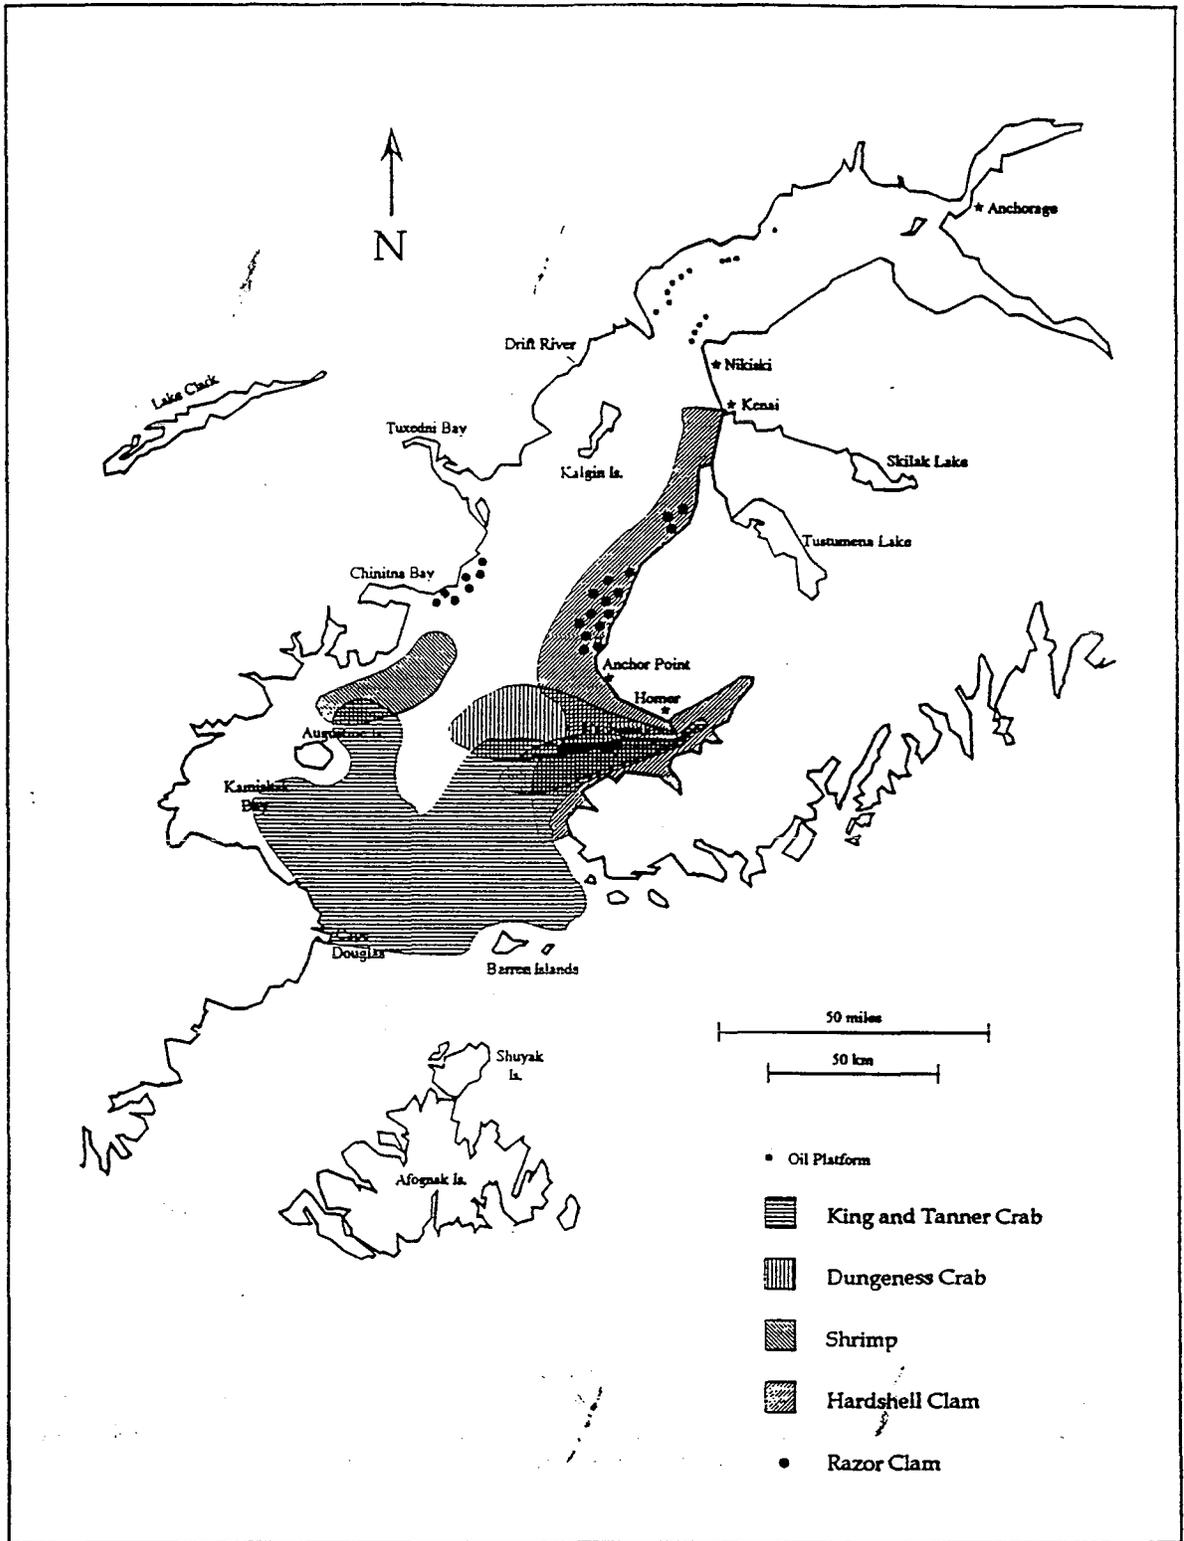 N
Anchorage
Drift River
Nikiski
Lake Clark
Kenai
Tuxedni Bay
Kalgin Is.
Skilak Lake
Tustumena Lake
Chinitna Bay
Anchor Point
Homer
Augustine Is.
Kamishak
Bay
Cape
Douglas
Barren Islands
50 miles
50 km
Shuyak
Is.
Afognak Is.
Oil Platform
King and Tanner Crab
Dungeness Crab
Shrimp
Hardshell Clam
Razor Clam